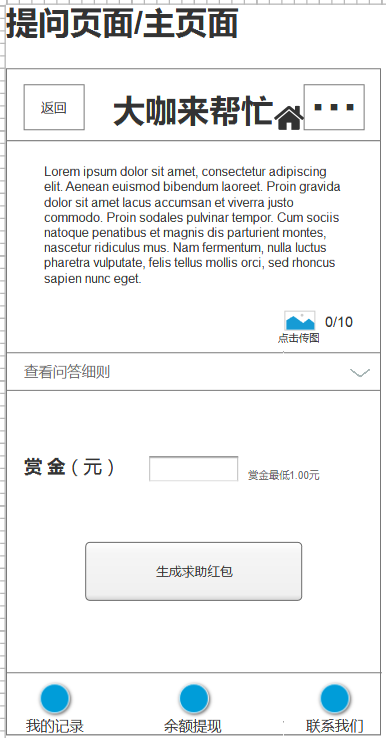 提问页面/主页面
返回
大咖来帮忙
Lorem ipsum dolor sit amet, consectetur adipiscing
elit. Aenean euismod bibendum laoreet. Proin gravida
dolor sit amet lacus accumsan et viverra justo
commodo. Proin sodales pulvinar tempor. Cum sociis
natoque penatibus et magnis dis parturient montes,
nascetur ridiculus mus. Nam fermentum, nulla luctus
pharetra vulputate, felis tellus mollis orci, sed rhoncus
sapien nunc eget.
0/10
点击传图
查看问答细则
赏 金（元）
赏金最低1.00元
生成求助红包
我的记录
余额提现
联系我们